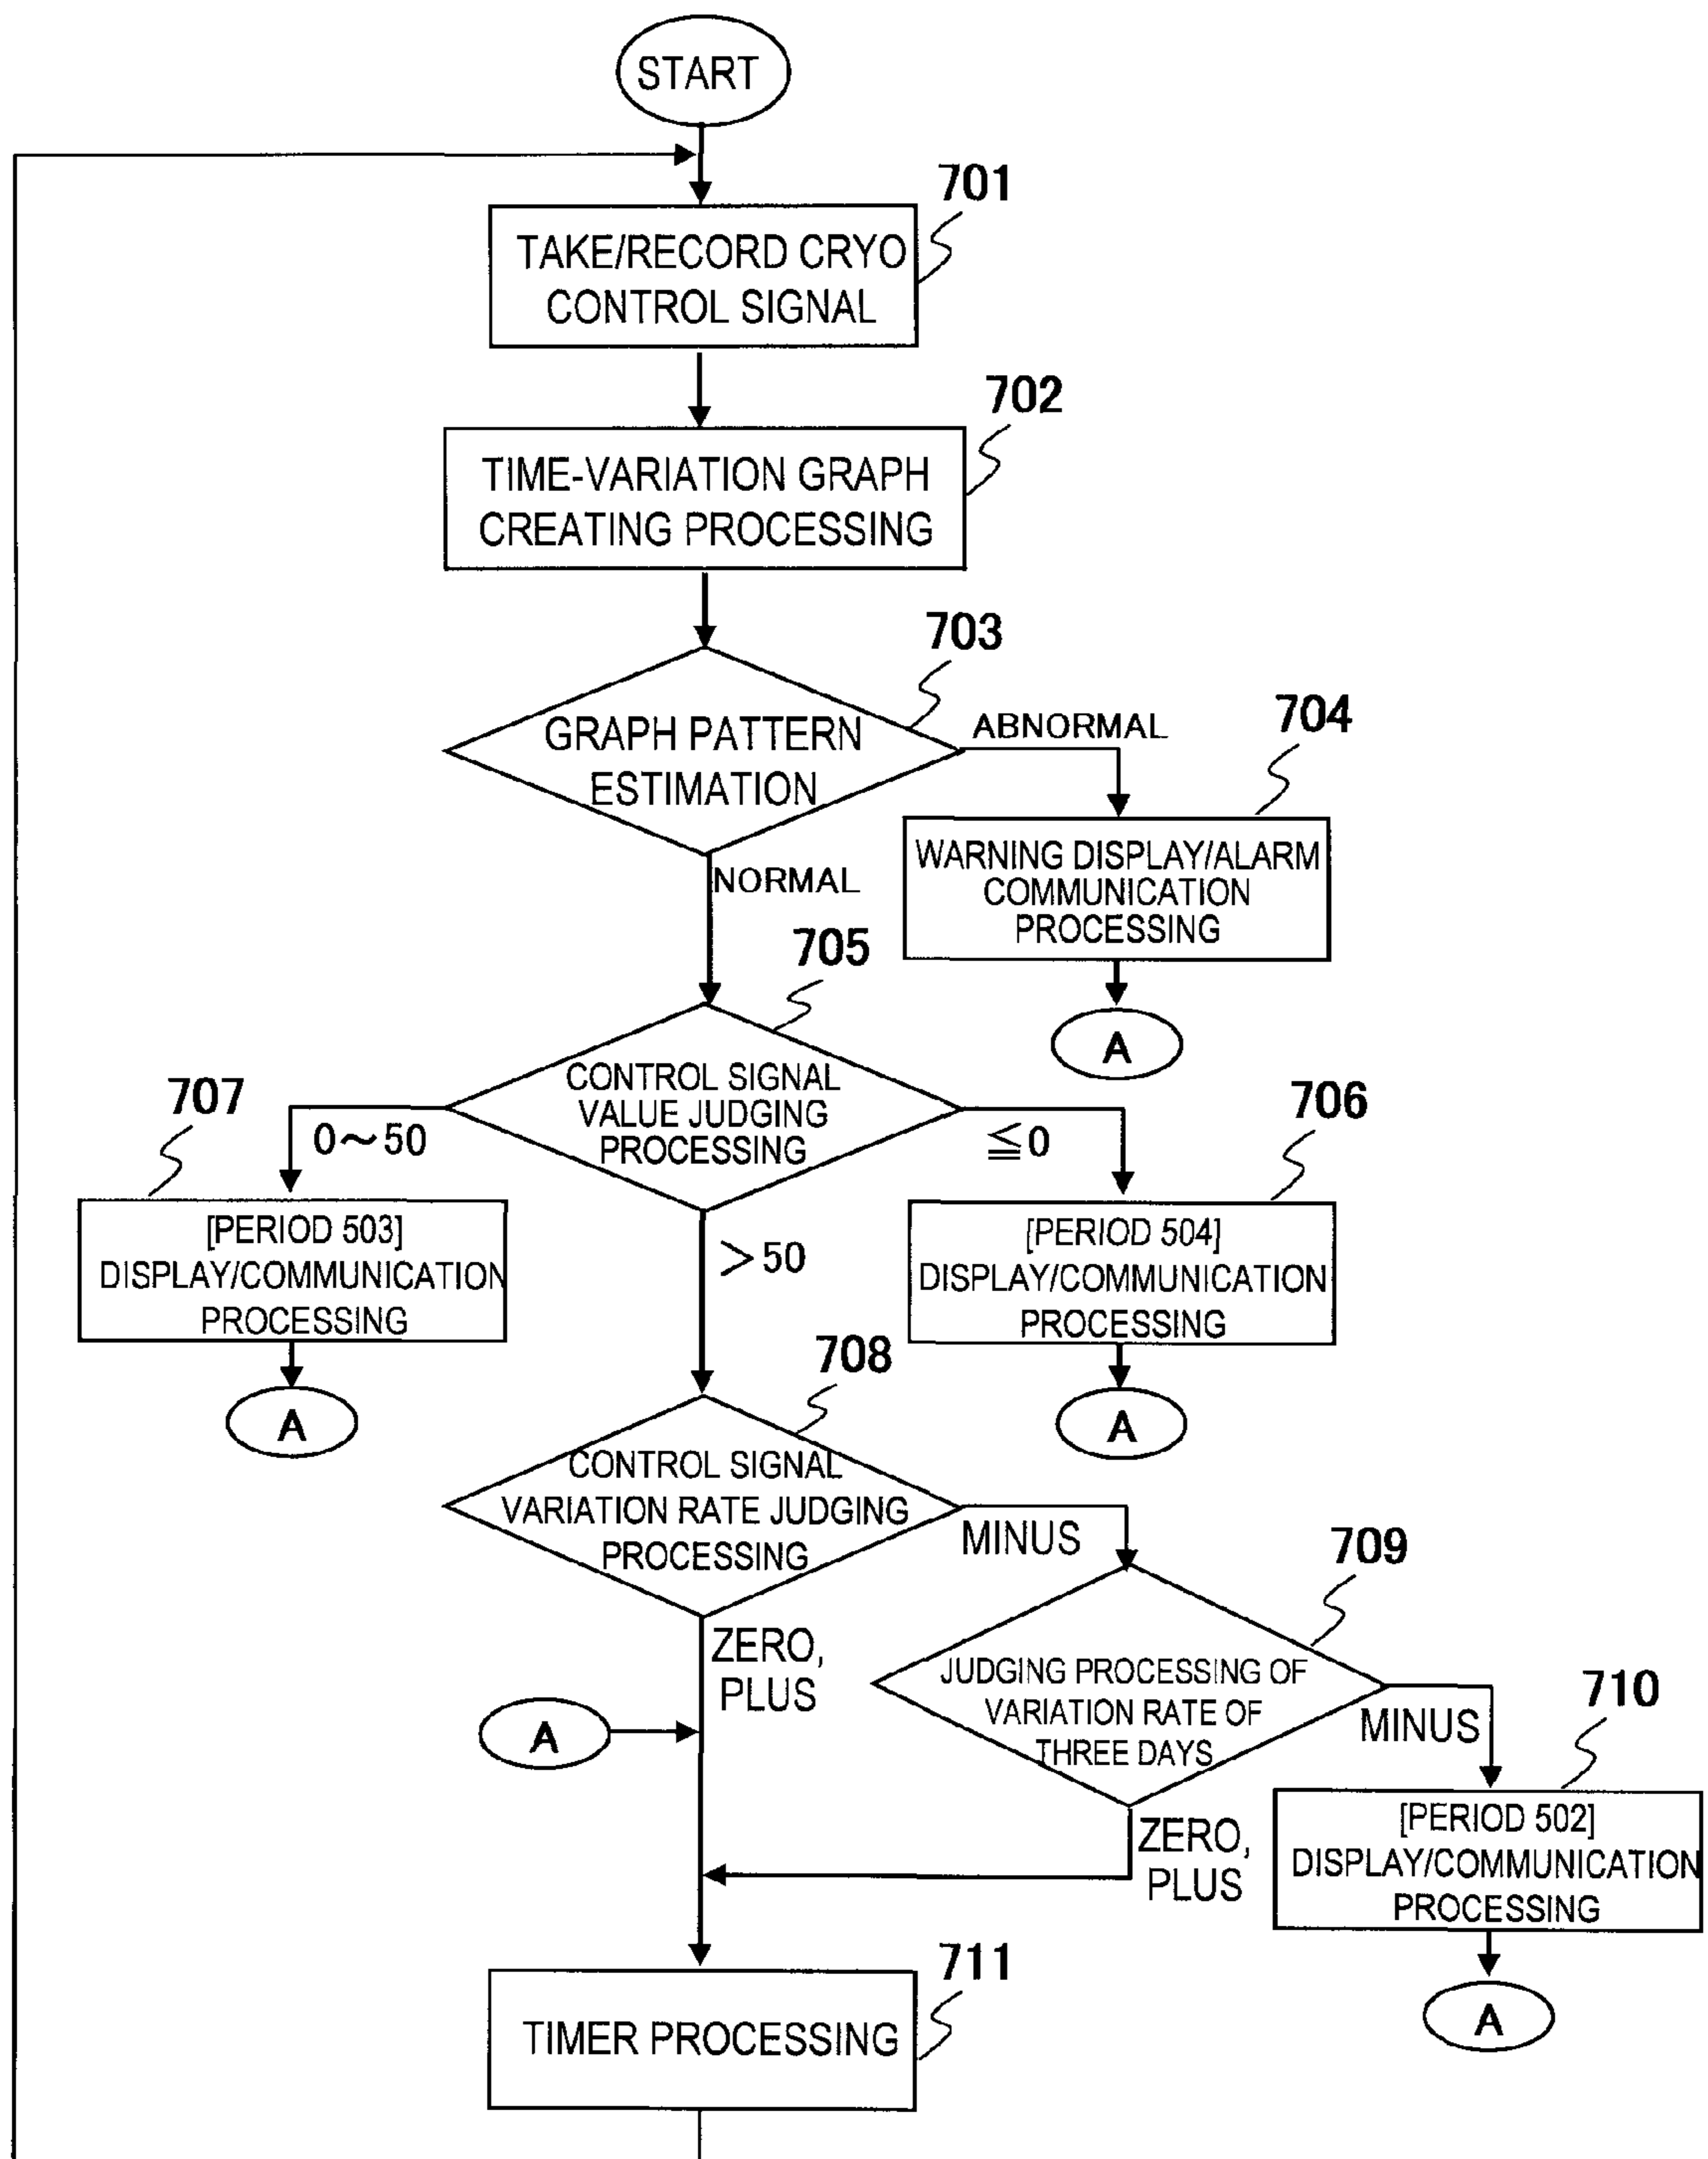 START
701
TAKE/RECORD CRYO
CONTROL SIGNAL
702
TIME-VARIATION GRAPH
CREATING PROCESSING
703
GRAPH PATTERN
ESTIMATION
ABNORMAL
704
WARNING DISPLAY/ALARM
COMMUNICATION
PROCESSING
A
NORMAL
705
CONTROL SIGNAL
VALUE JUDGING
PROCESSING
707
0~50
[PERIOD 503]
DISPLAY/COMMUNICATION
PROCESSING
A
≦0
706
[PERIOD 504]
DISPLAY/COMMUNICATION
PROCESSING
A
>50
708
CONTROL SIGNAL
VARIATION RATE JUDGING
PROCESSING
MINUS
709
JUDGING PROCESSING OF
VARIATION RATE OF
THREE DAYS
MINUS
710
[PERIOD 502]
DISPLAY/COMMUNICATION
PROCESSING
A
ZERO,
PLUS
A
ZERO,
PLUS
711
TIMER PROCESSING